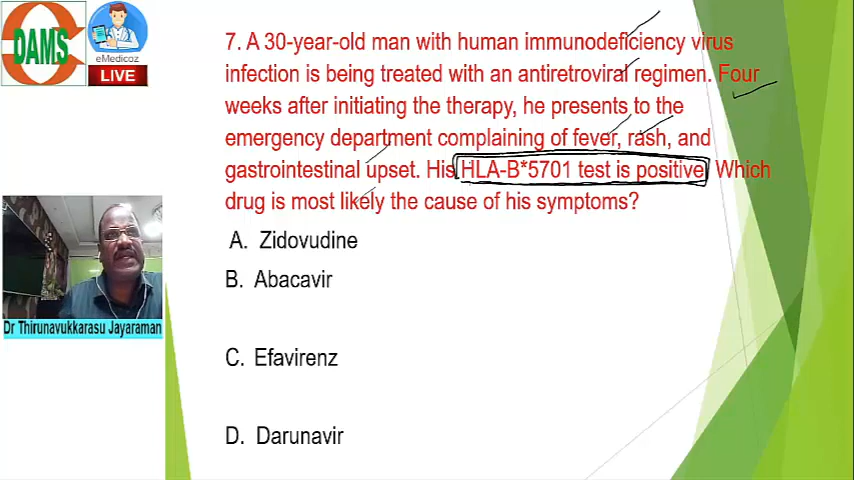 DAMS
eMedicoz
LIVE
7. A 30-year-old man with human immunodeficiency virus
infection is being treated with an antiretroviral regimen. Four
weeks after initiating the therapy, he presents to the
emergency department complaining of fever, rash, and
gastrointestinal upset. His HLA-B*5701 test is positive. Which
drug is most likely the cause of his symptoms?
A. Zidovudine
B. Abacavir
C. Efavirenz
D. Darunavir
Dr Thirunavukkarasu Jayaraman